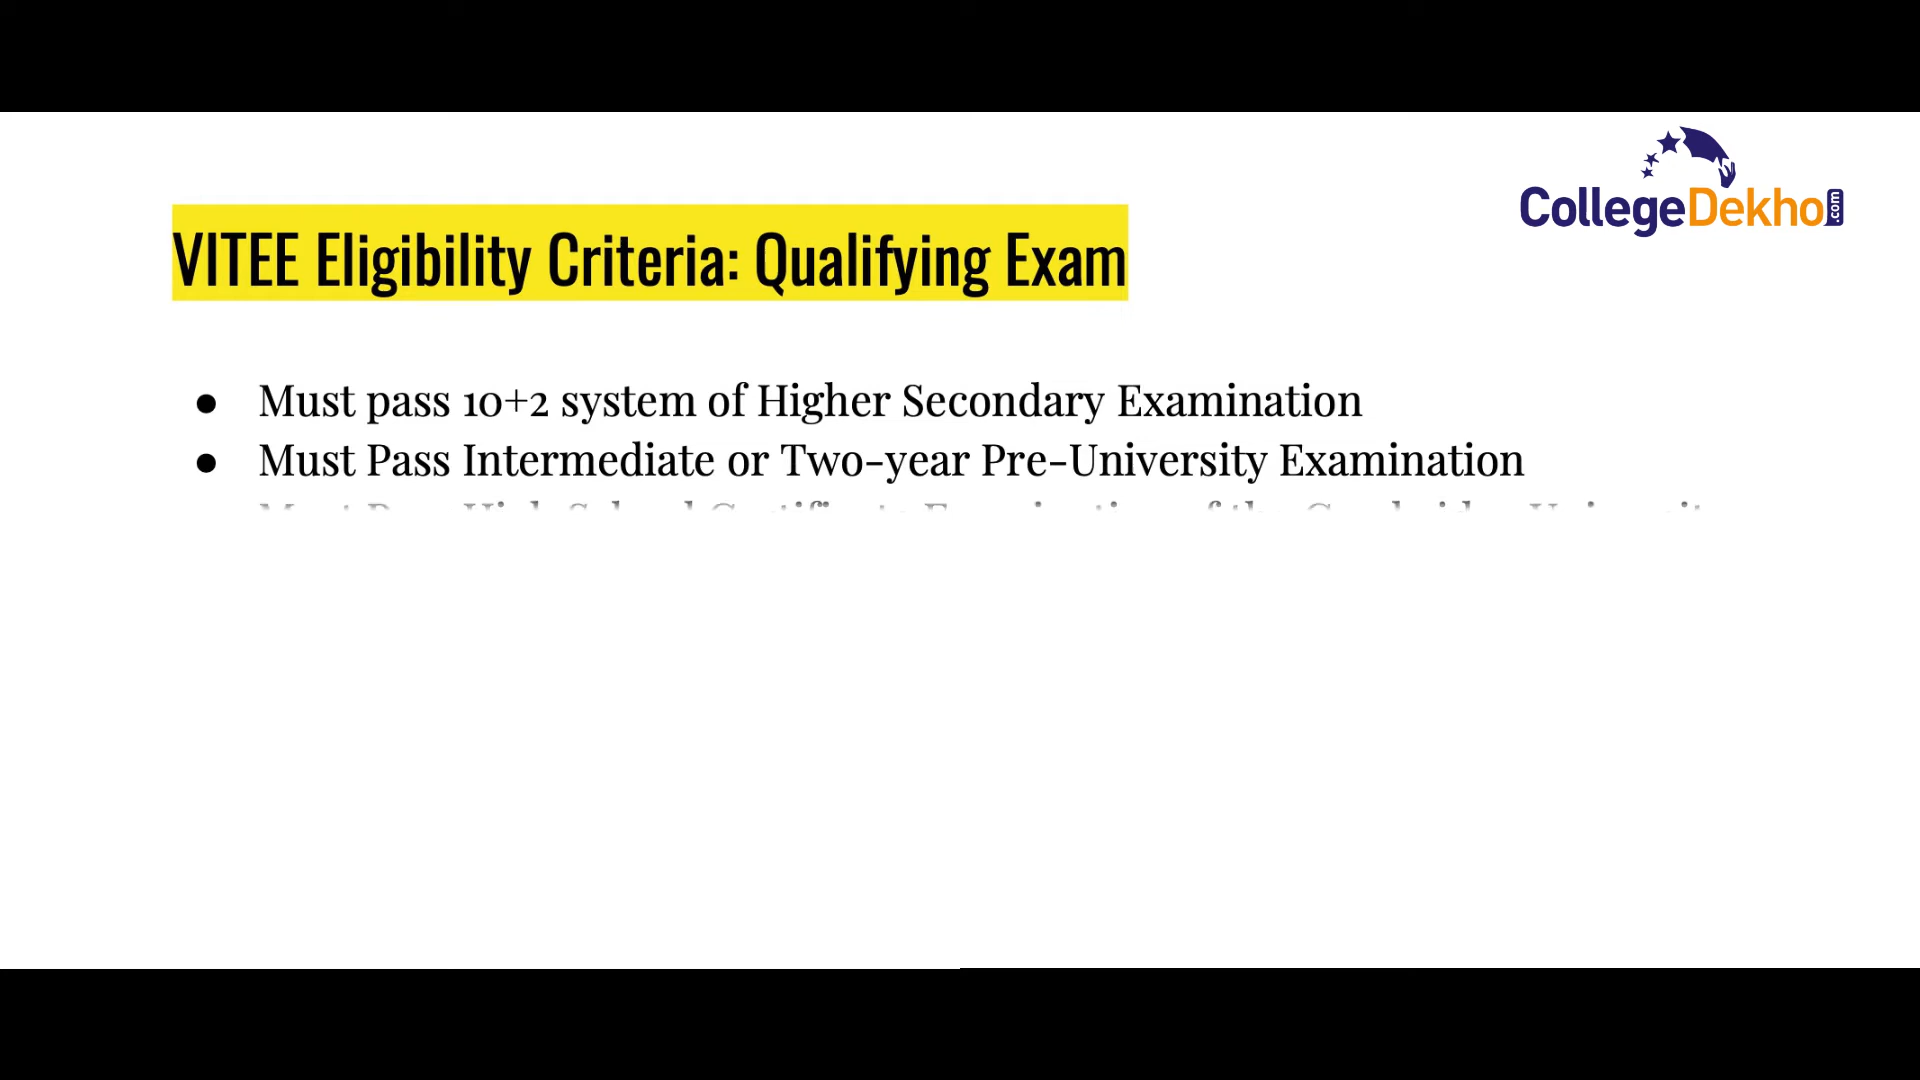 CollegeDekho.com
VITEE Eligibility Criteria: Qualifying Exam
● Must pass 10+2 system of Higher Secondary Examination
● Must Pass Intermediate or Two-year Pre-University Examination